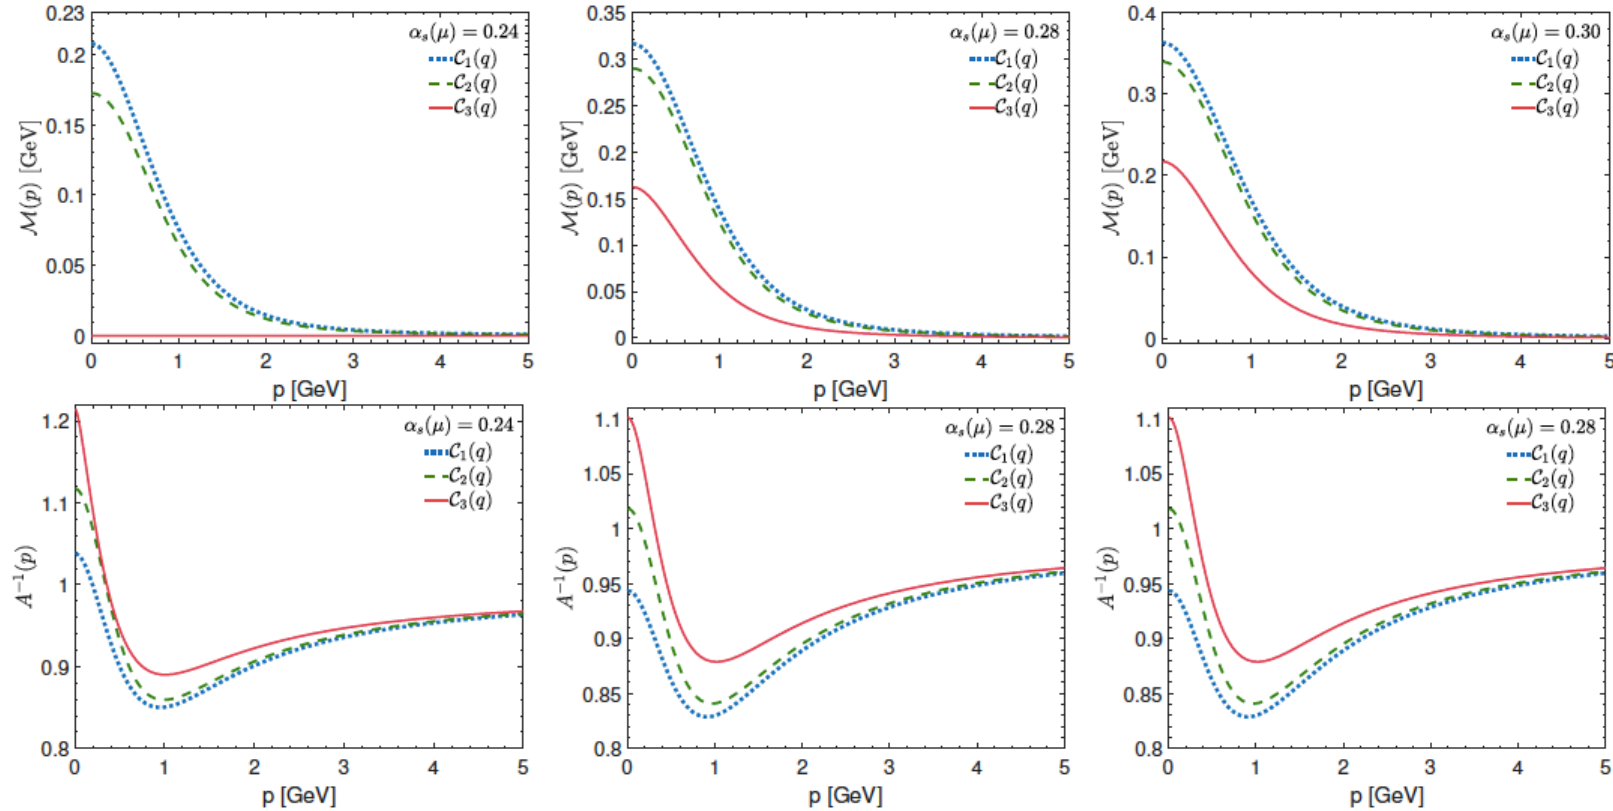 0.23
0.2
0.15
0.1
0.05
0
α_s(μ) = 0.24
C₁(q)
C₂(q)
C₃(q)
M(p) [GeV]
0 1 2 3 4 5
p [GeV]
0.35
0.3
0.25
0.2
0.15
0.1
0.05
0
α_s(μ) = 0.28
C₁(q)
C₂(q)
C₃(q)
M(p) [GeV]
0 1 2 3 4 5
p [GeV]
0.4
0.3
0.2
0.1
0
α_s(μ) = 0.30
C₁(q)
C₂(q)
C₃(q)
M(p) [GeV]
0 1 2 3 4 5
p [GeV]
1.2
1.1
1
0.9
0.8
α_s(μ) = 0.24
C₁(q)
C₂(q)
C₃(q)
A⁻¹(p)
0 1 2 3 4 5
p [GeV]
1.1
1.05
1
0.95
0.9
0.85
0.8
α_s(μ) = 0.28
C₁(q)
C₂(q)
C₃(q)
A⁻¹(p)
0 1 2 3 4 5
p [GeV]
1.1
1.05
1
0.95
0.9
0.85
0.8
α_s(μ) = 0.28
C₁(q)
C₂(q)
C₃(q)
A⁻¹(p)
0 1 2 3 4 5
p [GeV]